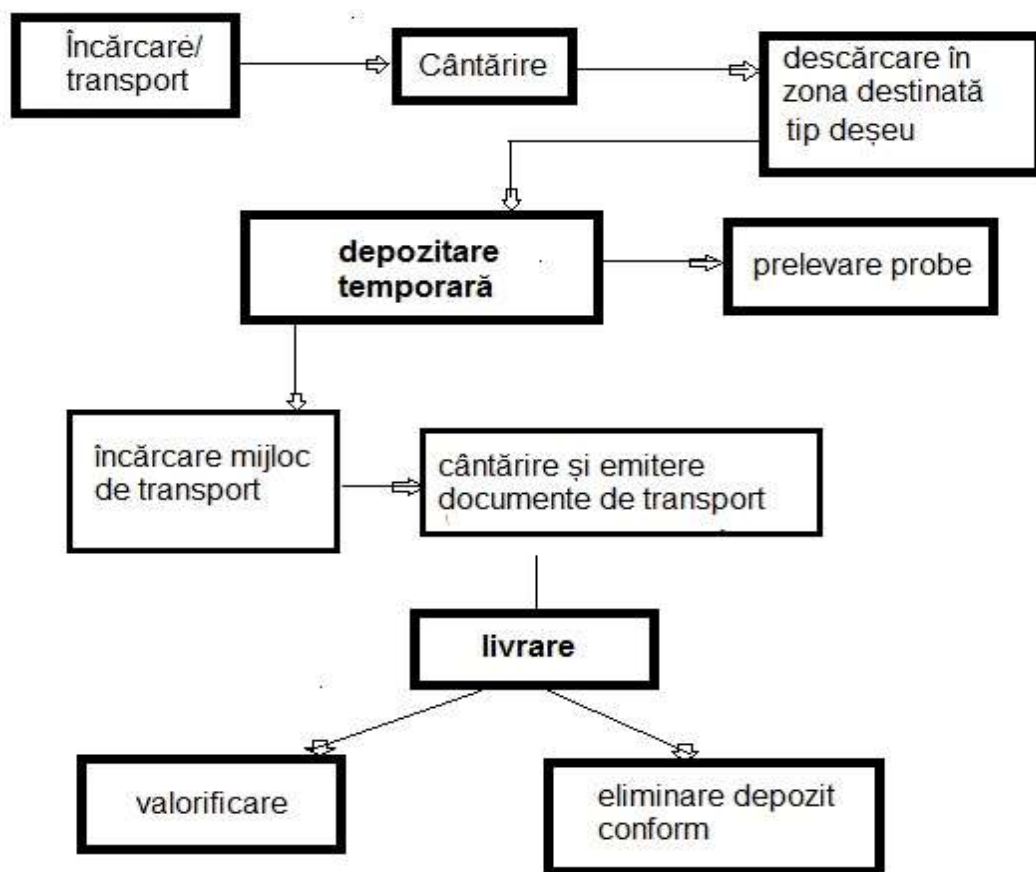 Încărcare/
transport
Cântărire
descărcare în
zona destinată
tip deșeu
depozitare
temporară
prelevare probe
încărcare mijloc
de transport
cântărire și emitere
documente de transport
livrare
valorificare
eliminare depozit
conform